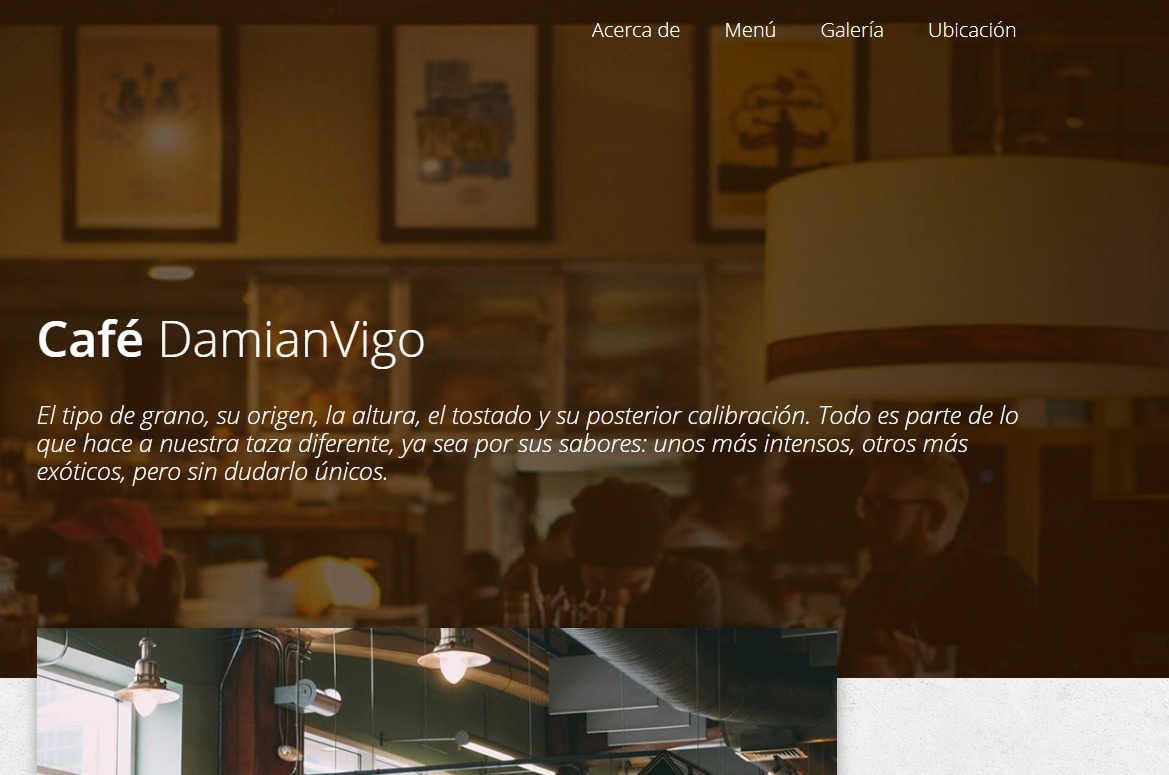 Acerca de Menú Galería Ubicación
Café DamianVigo
El tipo de grano, su origen, la altura, el tostado y su posterior calibración. Todo es parte de lo
que hace a nuestra taza diferente, ya sea por sus sabores: unos más intensos, otros más
exóticos, pero sin dudarlo únicos.